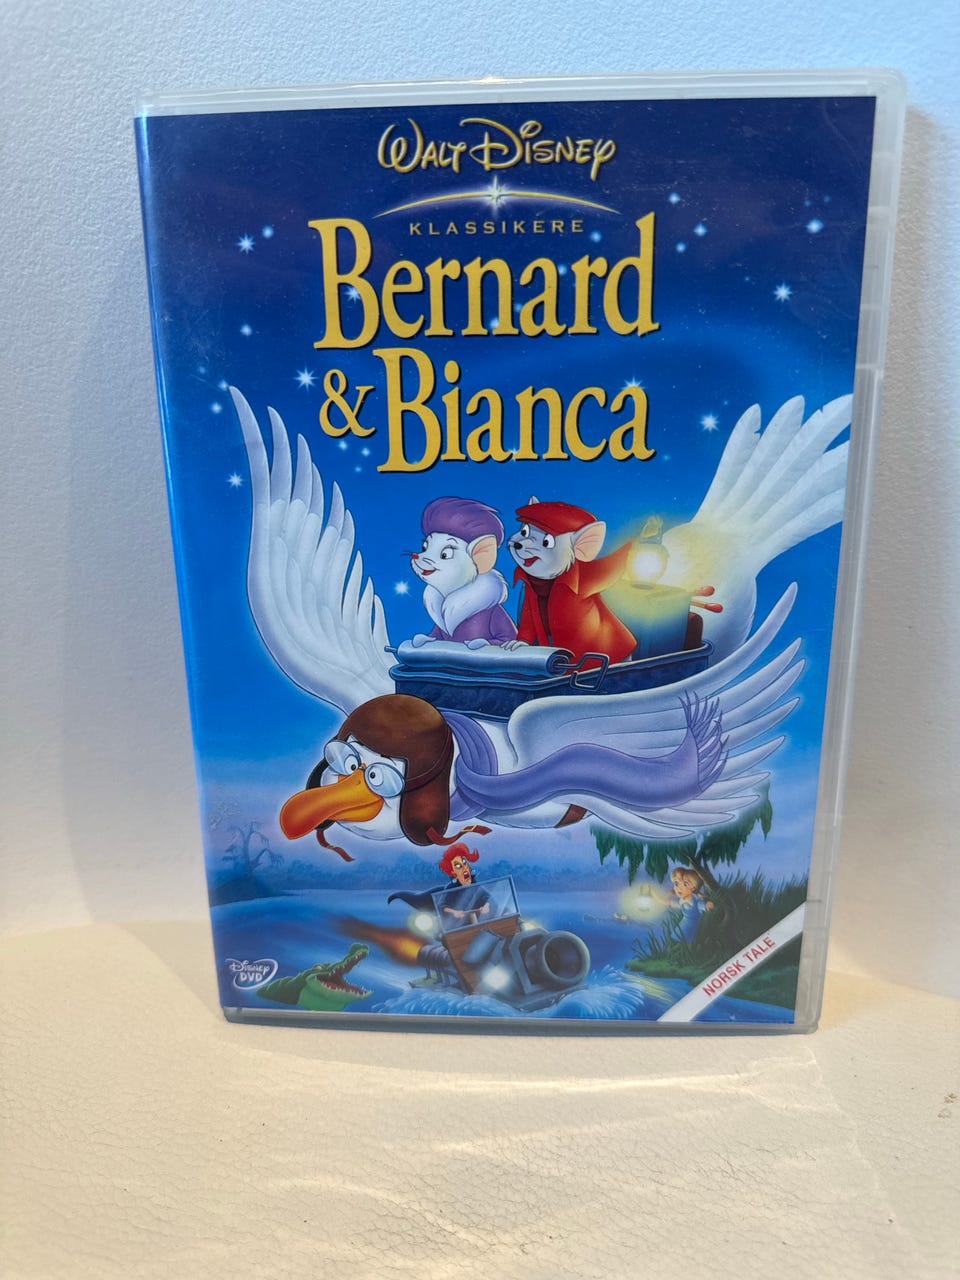 WALT DISNEY
KLASSIKERE
Bernard
& Bianca
DISNEY
DVD
NORSK TALE